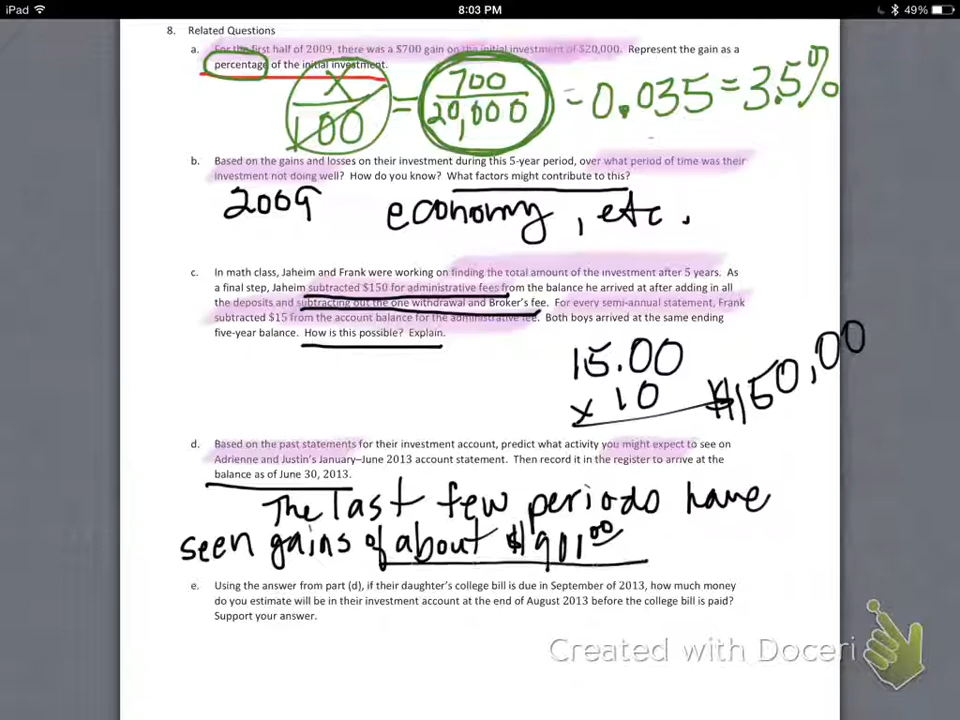 iPad 8:03 PM 49%
8. Related Questions
a. For the first half of 2009, there was a $700 gain on the initial investment of $20,000. Represent the gain as a
percentage of the initial investment.
x/100 = 700/20,000 = 0.035 = 3.5%
b. Based on the gains and losses on their investment during this 5-year period, over what period of time was their
investment not doing well? How do you know? What factors might contribute to this?
2009 economy, etc.
c. In math class, Jaheim and Frank were working on finding the total amount of the investment after 5 years. As
a final step, Jaheim subtracted $150 for administrative fees from the balance he arrived at after adding in all
the deposits and subtracting out the one withdrawal and Broker's fee. For every semi-annual statement, Frank
subtracted $15 from the account balance for the administrative fee. Both boys arrived at the same ending
five-year balance. How is this possible? Explain.
15.00
x 10 $150.00
d. Based on the past statements for their investment account, predict what activity you might expect to see on
Adrienne and Justin's January–June 2013 account statement. Then record it in the register to arrive at the
balance as of June 30, 2013.
The last few periods have
seen gains of about $901.00
e. Using the answer from part (d), if their daughter's college bill is due in September of 2013, how much money
do you estimate will be in their investment account at the end of August 2013 before the college bill is paid?
Support your answer.
Created with Doceri